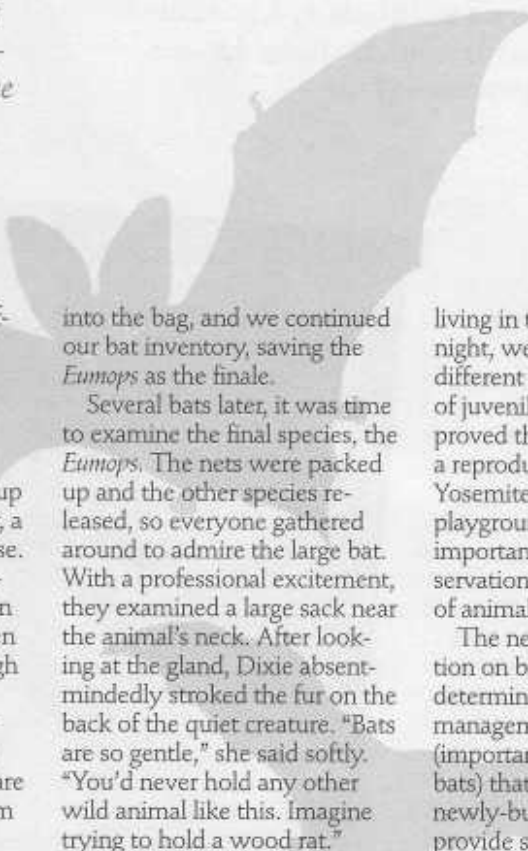 e
into the bag, and we continued
our bat inventory, saving the
Eumops as the finale.
Several bats later, it was time
to examine the final species, the
Eumops. The nets were packed
up and the other species re-
leased, so everyone gathered
around to admire the large bat.
With a professional excitement,
they examined a large sack near
the animal's neck. After look-
ing at the gland, Dixie absent-
mindedly stroked the fur on the
back of the quiet creature. “Bats
are so gentle,” she said softly.
“You'd never hold any other
wild animal like this. Imagine
trying to hold a wood rat.”
up
, a
se.
n
en
gh
are
m
living in t
night, we
different
of juvenil
proved th
a reprodu
Yosemite
playgrou
importan
servation
of anima
The ne
tion on b
determin
managem
(importan
bats) that
newly-bu
provide g